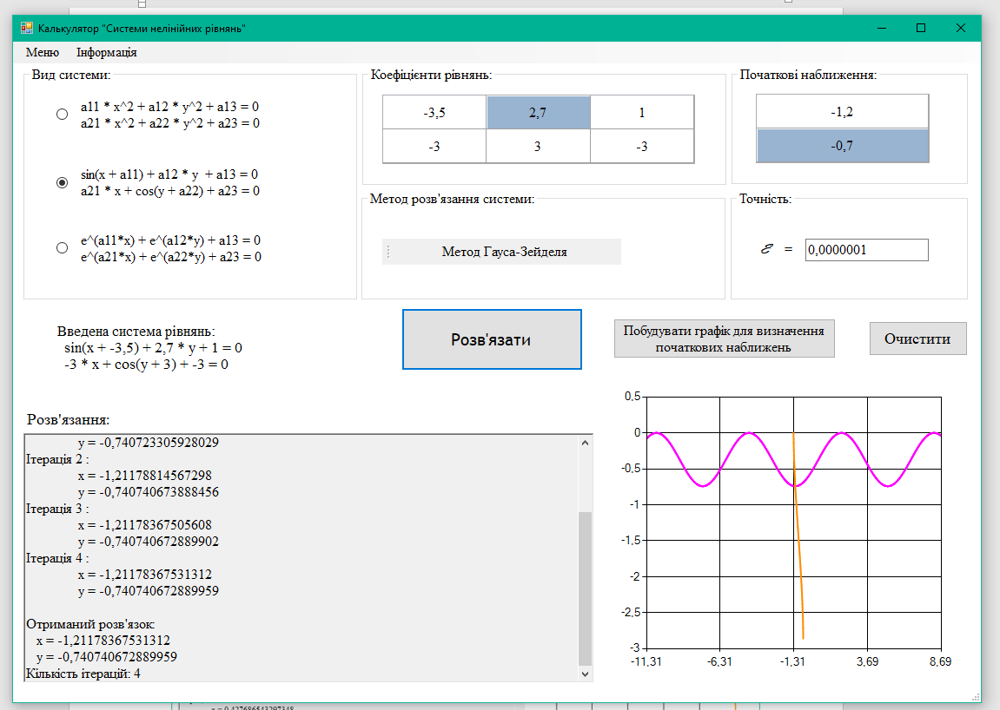 Калькулятор "Системи нелінійних рівнянь"
Меню Інформація
Вид системи:
a11 * x^2 + a12 * y^2 + a13 = 0
a21 * x^2 + a22 * y^2 + a23 = 0
sin(x + a11) + a12 * y + a13 = 0
a21 * x + cos(y + a22) + a23 = 0
e^(a11*x) + e^(a12*y) + a13 = 0
e^(a21*x) + e^(a22*y) + a23 = 0
Коефіцієнти рівнянь:
-3,5 2,7 1
-3 3 -3
Початкові наближення:
-1,2
-0,7
Метод розв'язання системи:
Метод Гауса-Зейделя
Точність:
ℰ = 0,0000001
Введена система рівнянь:
sin(x + -3,5) + 2,7 * y + 1 = 0
-3 * x + cos(y + 3) + -3 = 0
Розв'язати
Побудувати графік для визначення
початкових наближень
Очистити
Розв'язання:
y = -0,740723305928029
Ітерація 2 :
x = -1,21178814567298
y = -0,740740673888456
Ітерація 3 :
x = -1,21178367505608
y = -0,740740672889902
Ітерація 4 :
x = -1,21178367531312
y = -0,740740672889959
Отриманий розв'язок:
x = -1,21178367531312
y = -0,740740672889959
Кількість ітерацій: 4
0,5
0
-0,5
-1
-1,5
-2
-2,5
-3
-11,31 -6,31 -1,31 3,69 8,69